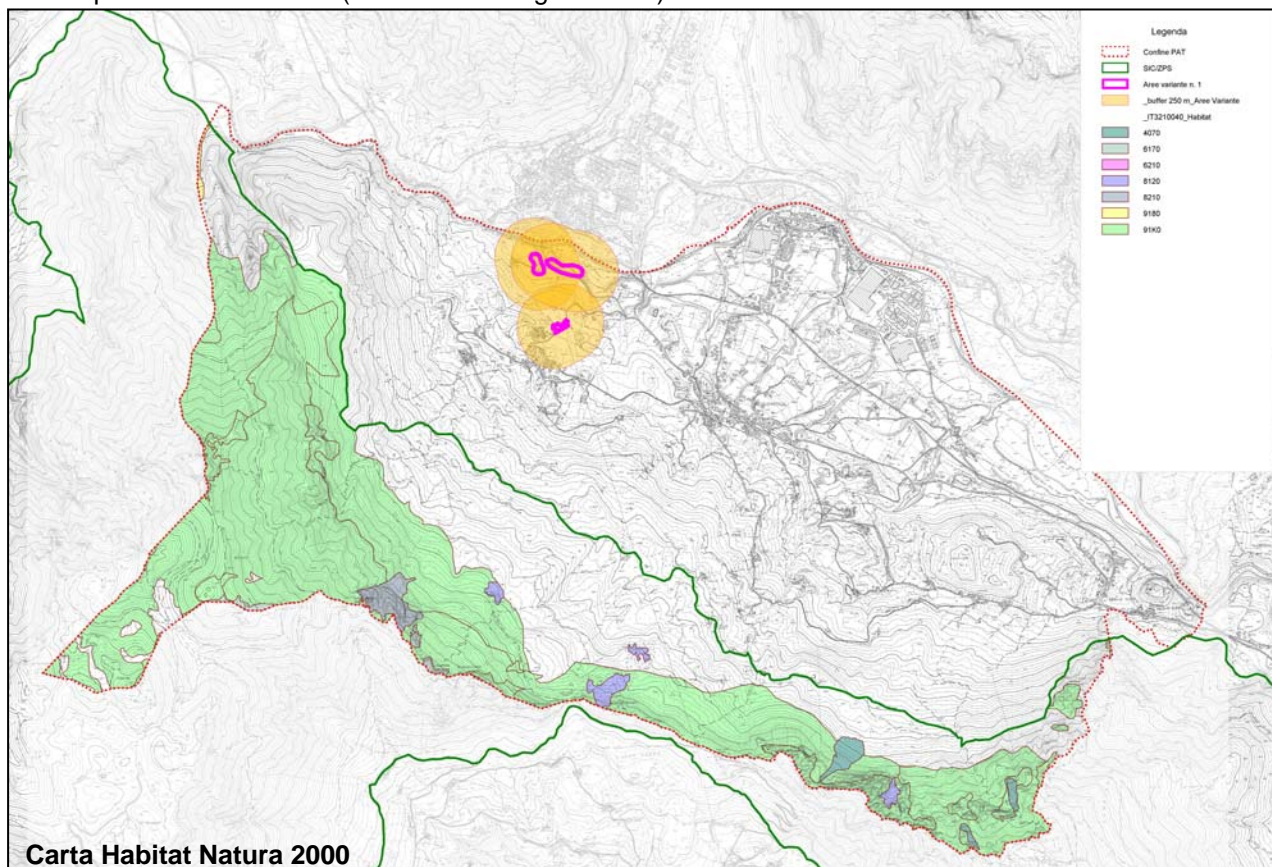 Legenda
Confine PAT
SIC/ZPS
Aree variante n. 1
_buffer 250 m_Aree Variante
_IT3210040_Habitat
4070
6170
6210
8120
8210
9180
91K0
Carta Habitat Natura 2000